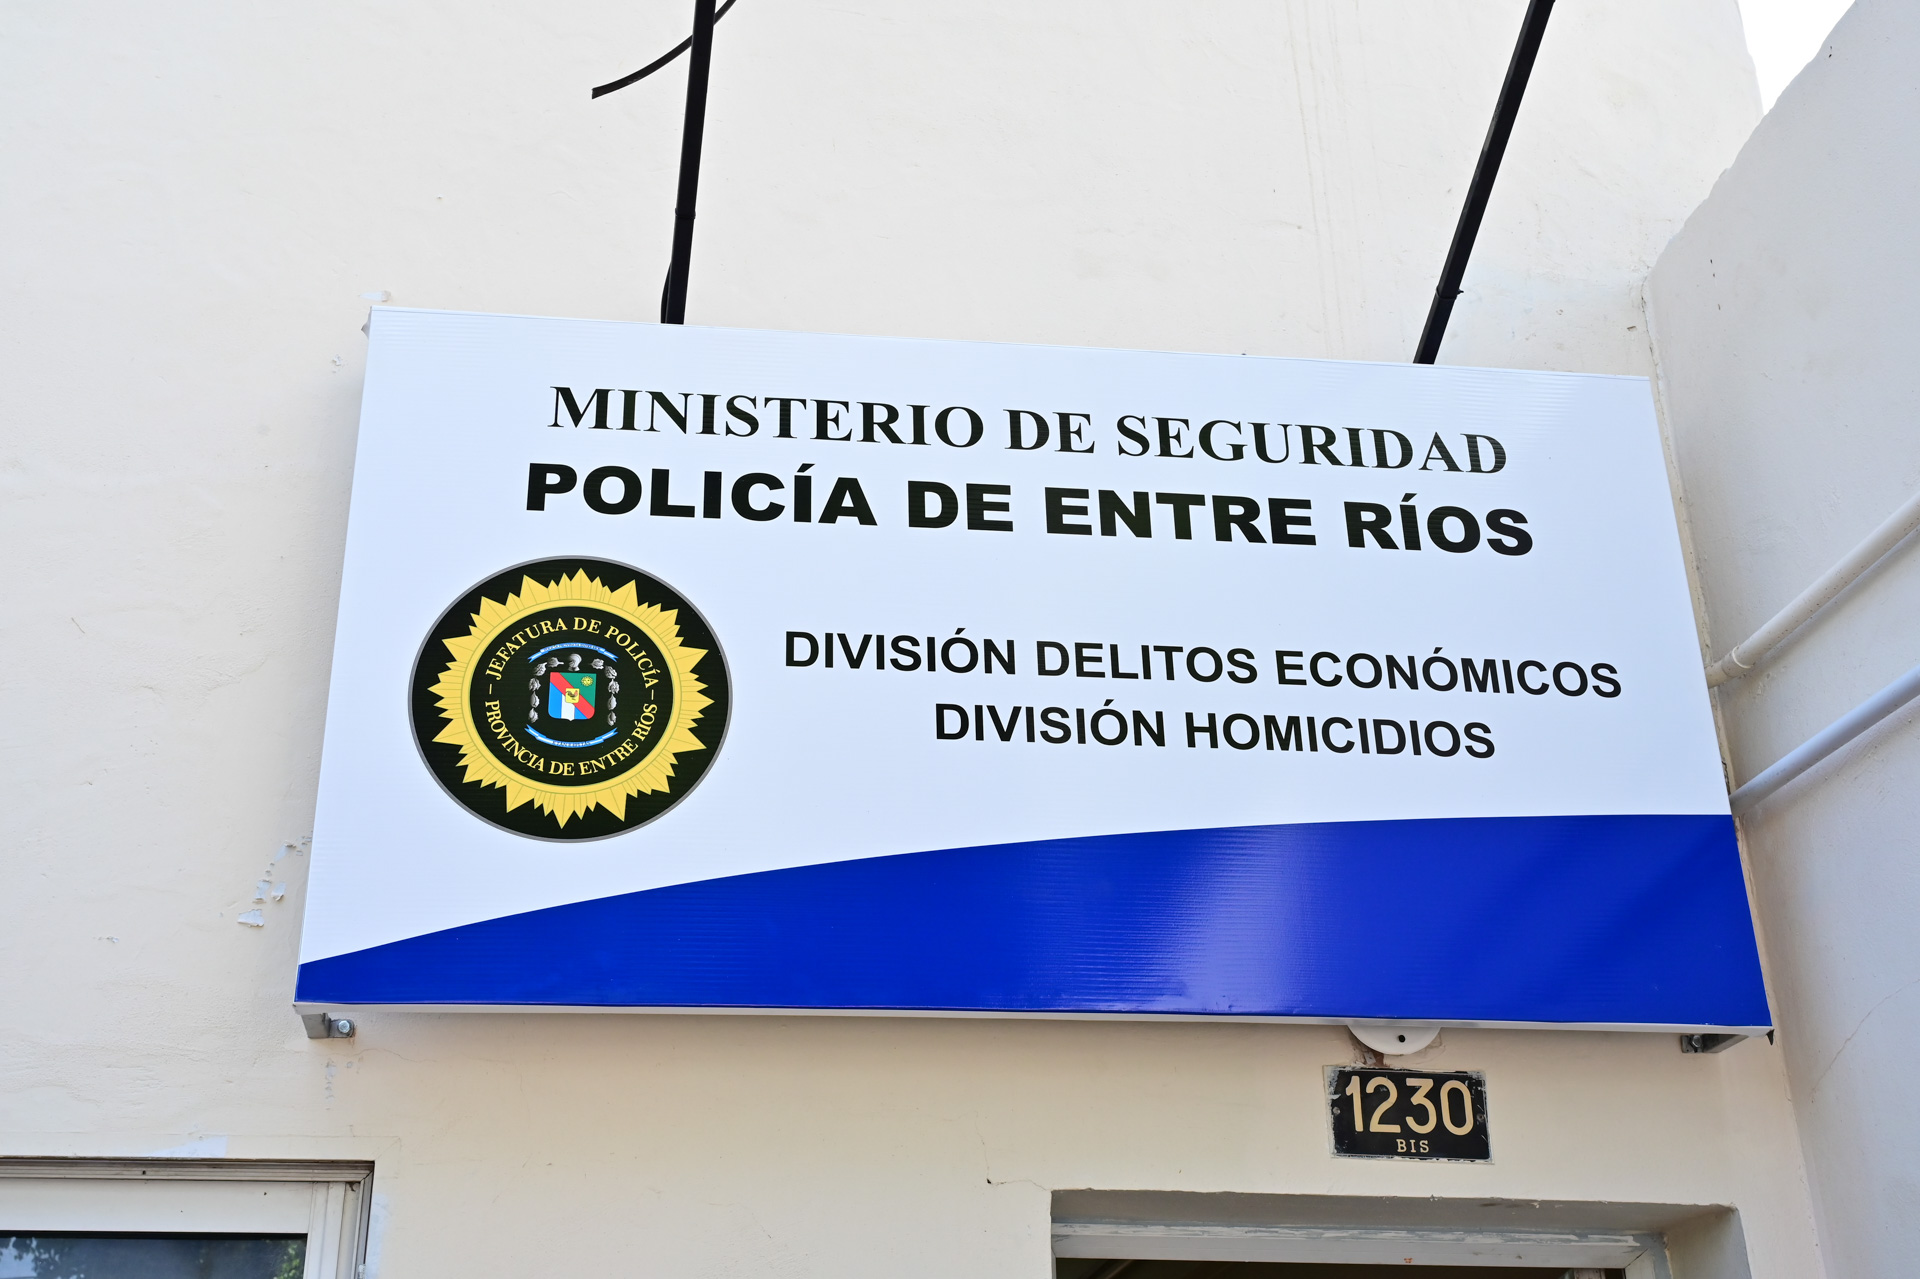 MINISTERIO DE SEGURIDAD
POLICÍA DE ENTRE RÍOS
JEFATURA DE POLICÍA
PROVINCIA DE ENTRE RÍOS
DIVISIÓN DELITOS ECONÓMICOS
DIVISIÓN HOMICIDIOS
1230
BIS